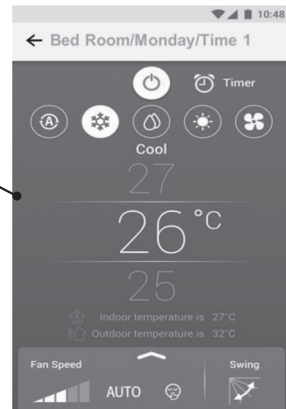 10:48
Bed Room/Monday/Time 1
Timer
A
Cool
27
26°C
25
Indoor temperature is 27°C
Outdoor temperature is 32°C
Fan Speed
Swing
AUTO